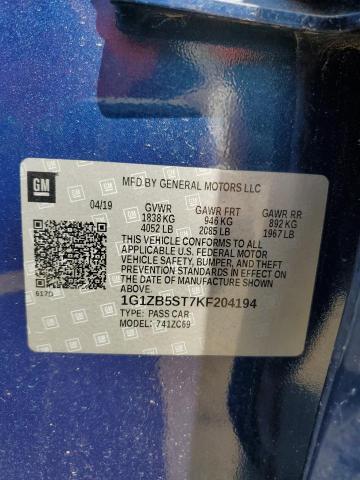 GM
MFD BY GENERAL MOTORS LLC
04/19 GVWR GAWR FRT GAWR RR
1838 KG 946 KG 892 KG
4052 LB 2085 LB 1967 LB
THIS VEHICLE CONFORMS TO ALL
APPLICABLE U.S. FEDERAL MOTOR
VEHICLE SAFETY, BUMPER, AND THEFT
PREVENTION STANDARDS IN EFFECT ON
THE DATE OF MANUFACTURE SHOWN ABOVE.
617D
1G1ZB5ST7KF204194
TYPE: PASS CAR
MODEL: 741ZC69